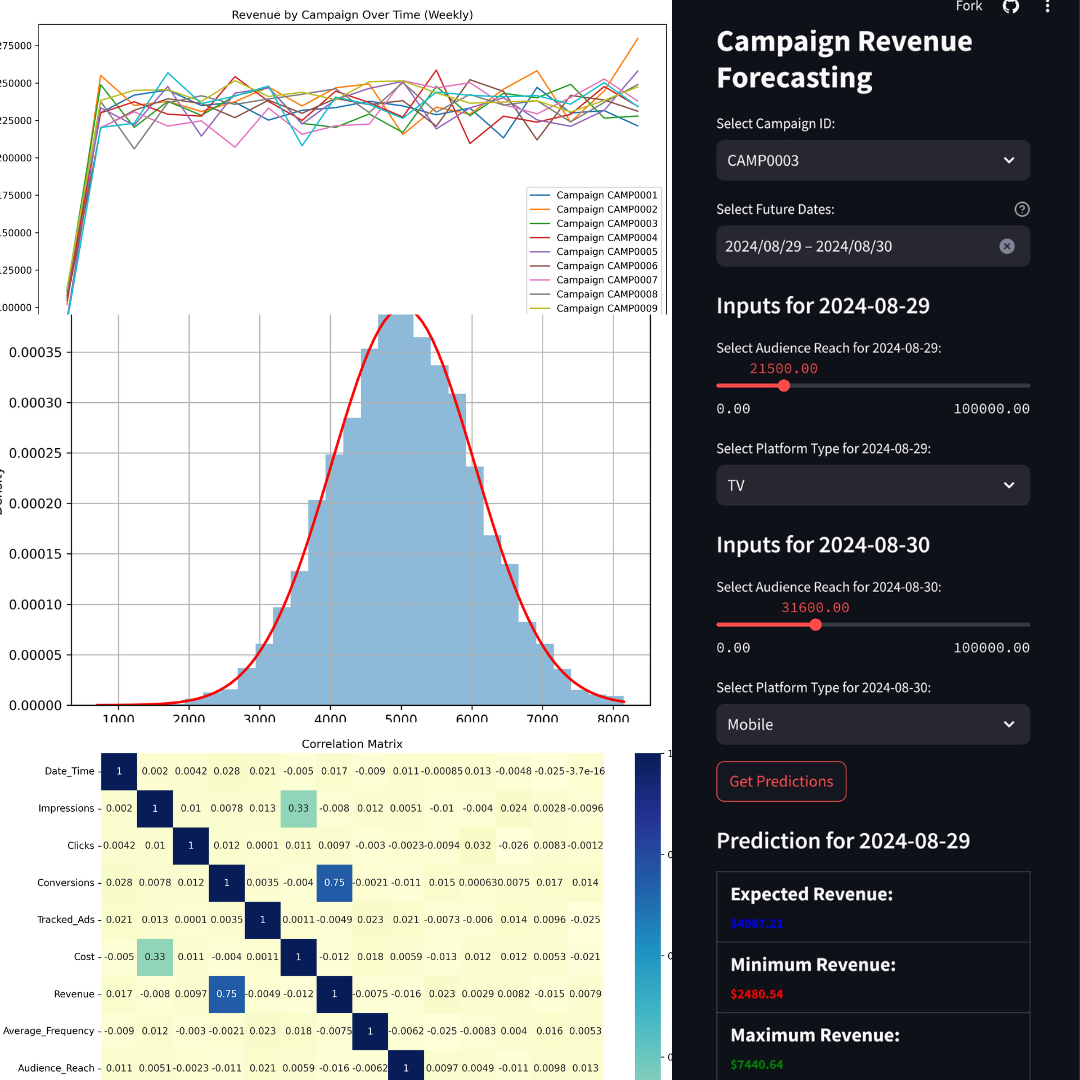 Revenue by Campaign Over Time (Weekly)
275000
250000
225000
200000
175000
150000
125000
100000
Campaign CAMP0001
Campaign CAMP0002
Campaign CAMP0003
Campaign CAMP0004
Campaign CAMP0005
Campaign CAMP0006
Campaign CAMP0007
Campaign CAMP0008
Campaign CAMP0009
0.00035
0.00030
0.00025
0.00020
0.00015
0.00010
0.00005
0.00000
1000 2000 3000 4000 5000 6000 7000 8000
Correlation Matrix
Date_Time 1 0.002 0.0042 0.028 0.021 -0.005 0.017 -0.009 0.011 -0.00085 0.013 -0.0048 -0.025 -3.7e-16
Impressions 0.002 1 0.01 0.0078 0.013 0.33 -0.008 0.012 0.0051 -0.01 -0.004 0.024 0.0028 -0.0096
Clicks 0.0042 0.01 1 0.012 0.0001 0.011 0.0097 -0.003 -0.0023 -0.0094 0.032 -0.026 0.0083 -0.0012
Conversions 0.028 0.0078 0.012 1 0.0035 -0.004 0.75 -0.0021 -0.011 0.015 0.00063 0.0075 0.017 0.014
Tracked_Ads 0.021 0.013 0.0001 0.0035 1 0.0011 -0.0049 0.023 0.021 -0.0073 -0.006 0.014 0.0096 -0.025
Cost -0.005 0.33 0.011 -0.004 0.0011 1 -0.012 0.018 0.0059 -0.013 0.012 0.012 0.0053 -0.021
Revenue 0.017 -0.008 0.0097 0.75 -0.0049 -0.012 1 -0.0075 -0.016 0.023 0.0029 0.0082 -0.015 0.0079
Average_Frequency -0.009 0.012 -0.003 -0.0021 0.023 0.018 -0.0075 1 -0.0062 -0.025 -0.0083 0.004 0.016 0.0053
Audience_Reach 0.011 0.0051 -0.0023 -0.011 0.021 0.0059 -0.016 -0.0062 1 0.0097 0.0049 -0.011 0.0098 0.013
Fork
Campaign Revenue
Forecasting
Select Campaign ID:
CAMP0003
Select Future Dates:
2024/08/29 – 2024/08/30
Inputs for 2024-08-29
Select Audience Reach for 2024-08-29:
21500.00
0.00 100000.00
Select Platform Type for 2024-08-29:
TV
Inputs for 2024-08-30
Select Audience Reach for 2024-08-30:
31600.00
0.00 100000.00
Select Platform Type for 2024-08-30:
Mobile
Get Predictions
Prediction for 2024-08-29
Expected Revenue:
$4987.21
Minimum Revenue:
$2480.54
Maximum Revenue:
$7440.64